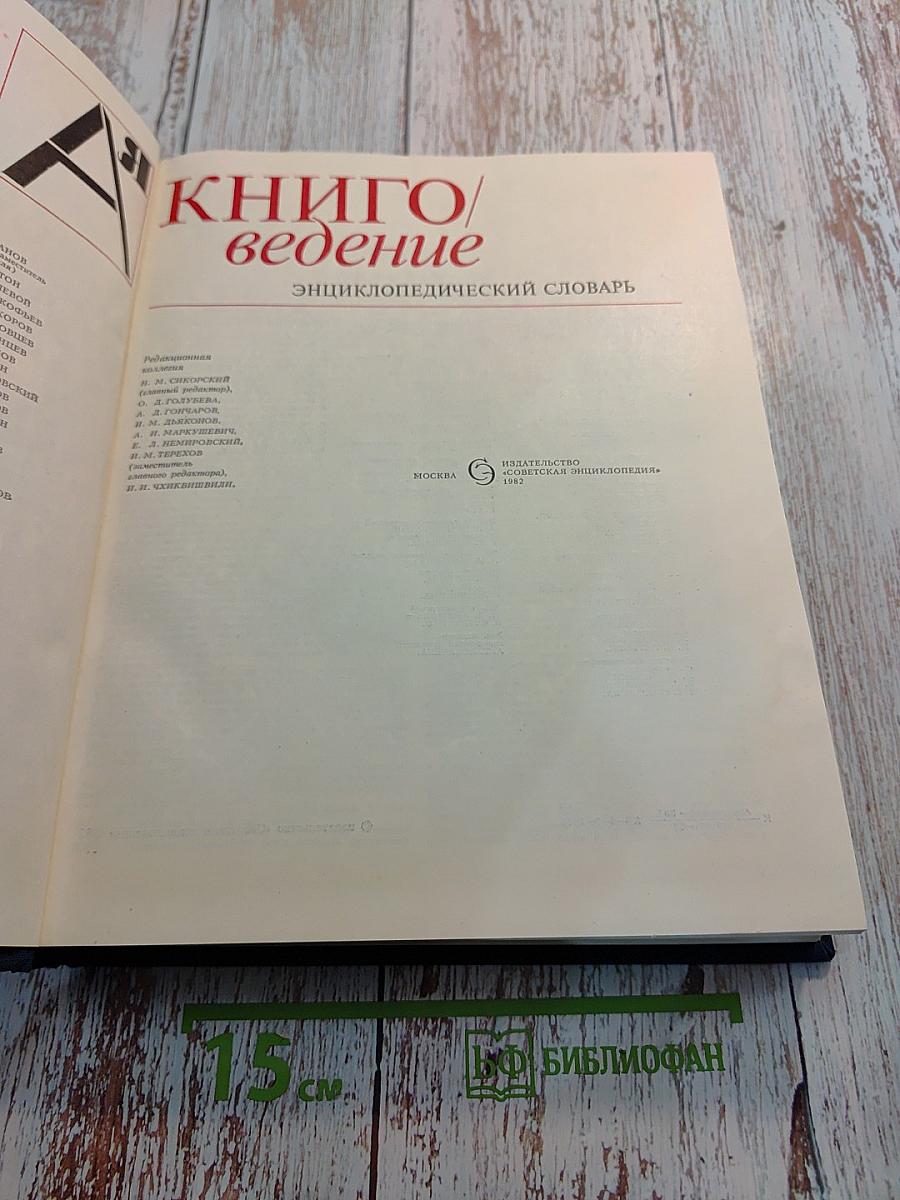 КНИГО/
ведение
ЭНЦИКЛОПЕДИЧЕСКИЙ СЛОВАРЬ
Редакционная
коллегия
Н. М. СИКОРСКИЙ
(главный редактор),
О. Д. ГОЛУБЕВА,
А. Д. ГОНЧАРОВ,
И. М. ДЬЯКОНОВ,
А. И. МАРКУШЕВИЧ,
Е. Л. НЕМИРОВСКИЙ,
И. М. ТЕРЕХОВ
(заместитель
главного редактора),
И. И. ЧХИКВИШВИЛИ,
МОСКВА
ИЗДАТЕЛЬСТВО
«СОВЕТСКАЯ ЭНЦИКЛОПЕДИЯ»
1982
15 см
БФ БИБЛИОФАН